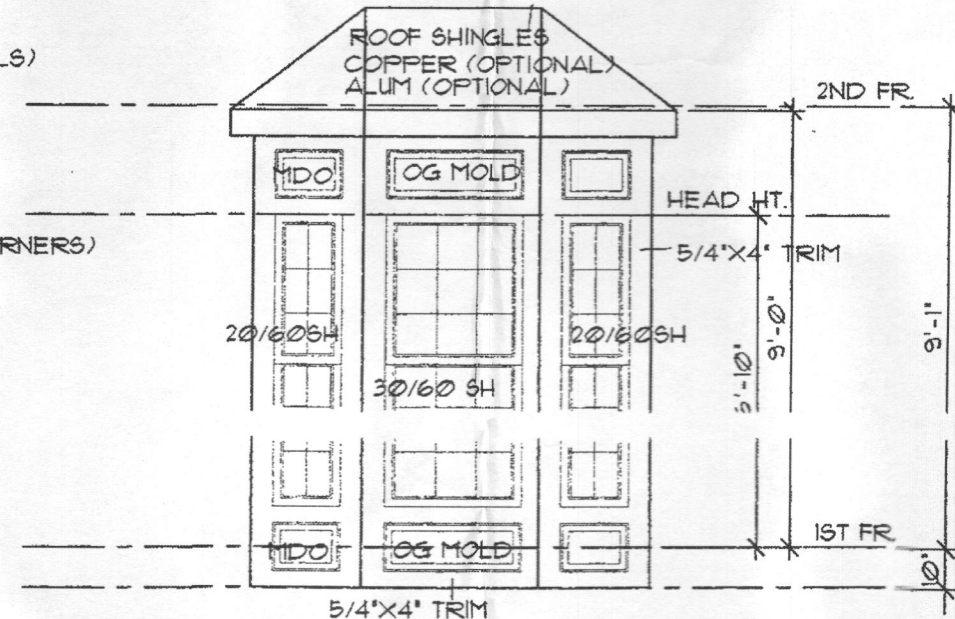 ROOF SHINGLES
COPPER (OPTIONAL)
ALUM (OPTIONAL)
LS)
2ND FR.
MDO
OG MOLD
HEAD HT.
RNERS)
5/4"X4" TRIM
20/60SH
20/60SH
30/60 SH
9'-0"
9'-1"
MDO
OG MOLD
1ST FR.
10"
5/4"X4" TRIM